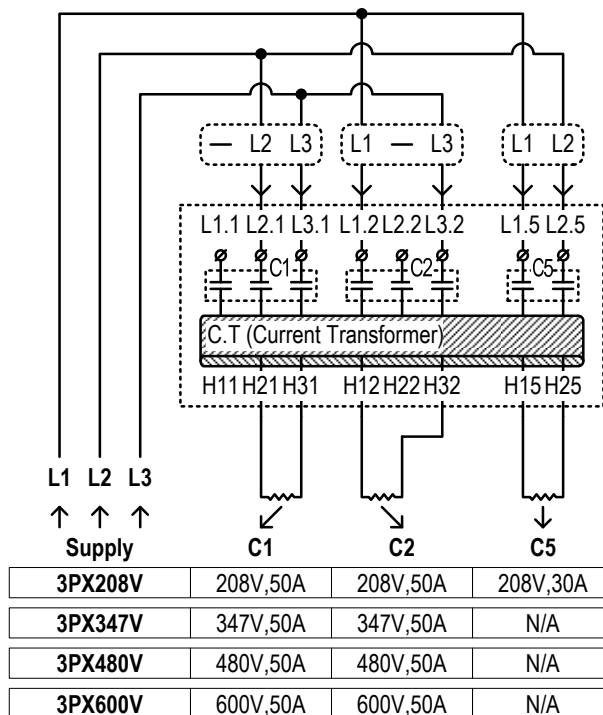 — L2 L3 L1 — L3 L1 L2
L1.1 L2.1 L3.1 L1.2 L2.2 L3.2 L1.5 L2.5
C1 C2 C5
C.T (Current Transformer)
H11 H21 H31 H12 H22 H32 H15 H25
L1 L2 L3
Supply C1 C2 C5
3PX208V 208V,50A 208V,50A 208V,30A
3PX347V 347V,50A 347V,50A N/A
3PX480V 480V,50A 480V,50A N/A
3PX600V 600V,50A 600V,50A N/A